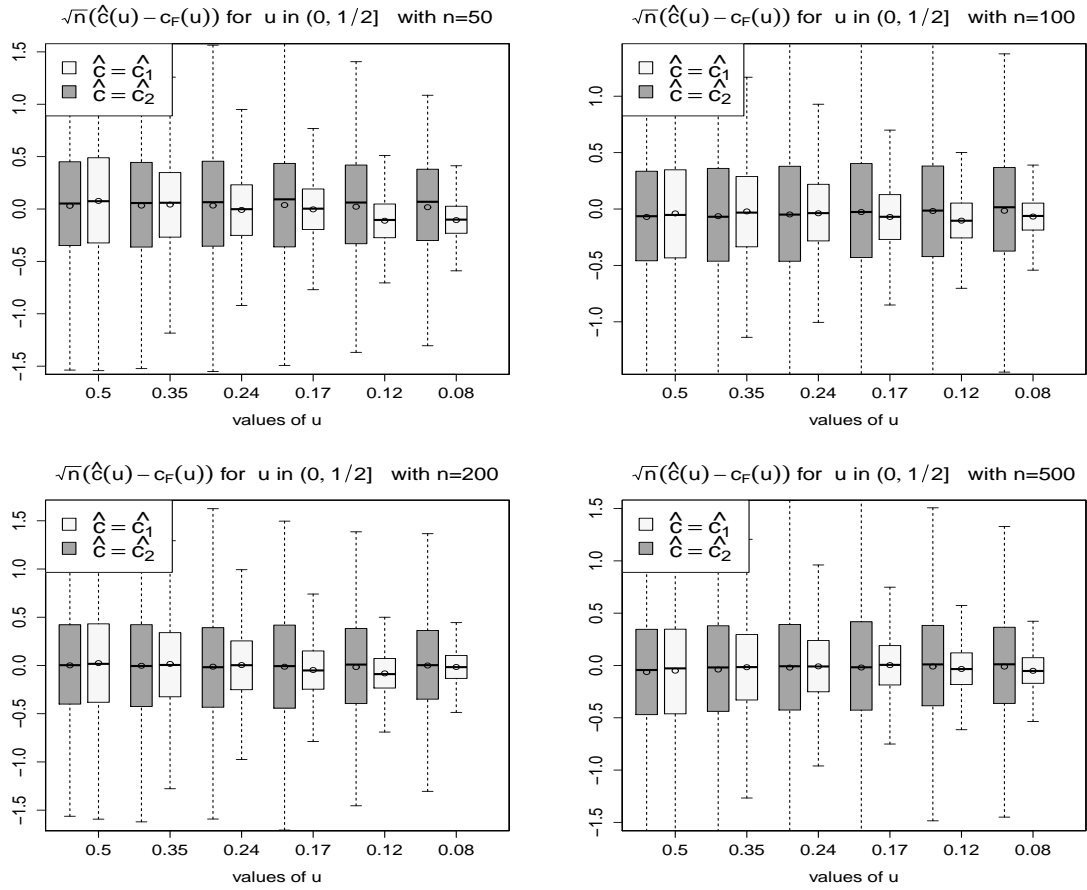 √n(ĉ(u) − c_F(u)) for u in (0, 1/2] with n=50
ĉ = ĉ₁
ĉ = ĉ₂
1.5
1.0
0.5
0.0
−0.5
−1.0
−1.5
0.5 0.35 0.24 0.17 0.12 0.08
values of u
√n(ĉ(u) − c_F(u)) for u in (0, 1/2] with n=100
ĉ = ĉ₁
ĉ = ĉ₂
1.0
0.5
0.0
−0.5
−1.0
0.5 0.35 0.24 0.17 0.12 0.08
values of u
√n(ĉ(u) − c_F(u)) for u in (0, 1/2] with n=200
ĉ = ĉ₁
ĉ = ĉ₂
1.5
1.0
0.5
0.0
−0.5
−1.0
−1.5
0.5 0.35 0.24 0.17 0.12 0.08
values of u
√n(ĉ(u) − c_F(u)) for u in (0, 1/2] with n=500
ĉ = ĉ₁
ĉ = ĉ₂
1.5
1.0
0.5
0.0
−0.5
−1.0
−1.5
0.5 0.35 0.24 0.17 0.12 0.08
values of u